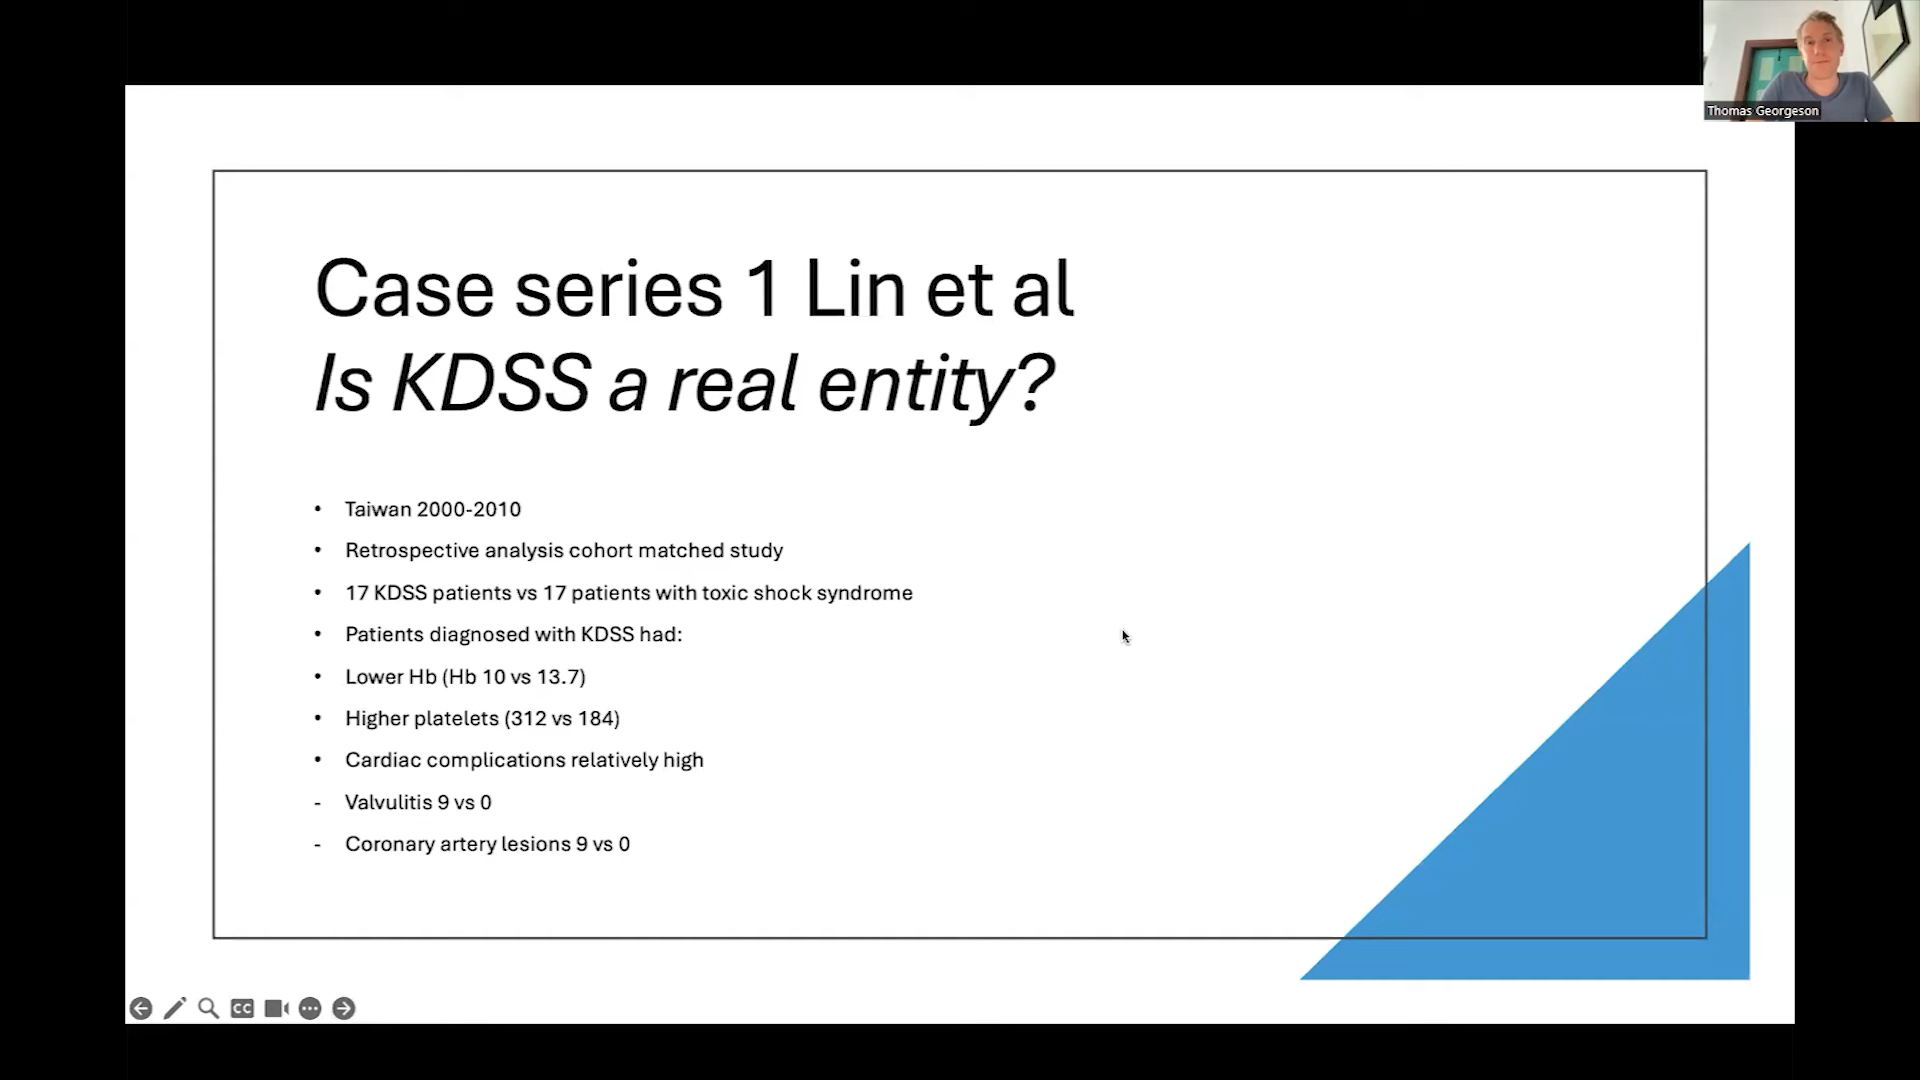 Thomas Georgeson
Case series 1 Lin et al
Is KDSS a real entity?
• Taiwan 2000-2010
• Retrospective analysis cohort matched study
• 17 KDSS patients vs 17 patients with toxic shock syndrome
• Patients diagnosed with KDSS had:
• Lower Hb (Hb 10 vs 13.7)
• Higher platelets (312 vs 184)
• Cardiac complications relatively high
- Valvulitis 9 vs 0
- Coronary artery lesions 9 vs 0
CC